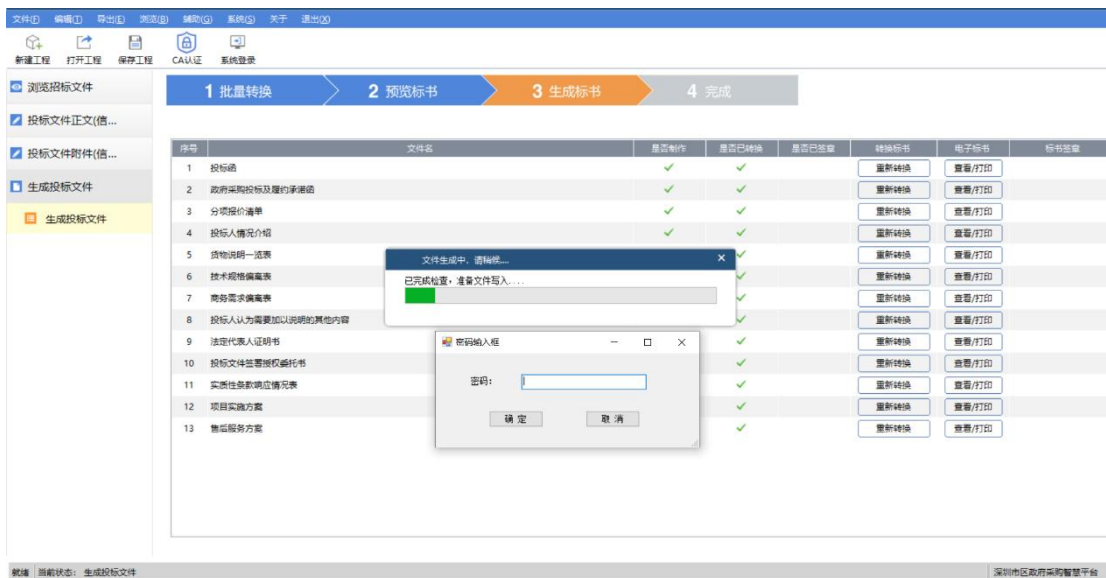 文件(F) 编辑(T) 导出(E) 浏览(B) 辅助(G) 系统(S) 关于 退出(X)
新建工程 打开工程 保存工程 CA认证 系统登录
浏览招标文件
投标文件正文(信...
投标文件附件(信...
生成投标文件
生成投标文件
1 批量转换 2 预览标书 3 生成标书 4 完成
序号 文件名 是否制作 是否已转换 是否已签章 转换标书 电子标书 标书签章
1 投标函 重新转换 查看/打印
2 政府采购投标及履约承诺函 重新转换 查看/打印
3 分项报价清单 重新转换 查看/打印
4 投标人情况介绍 重新转换 查看/打印
5 货物说明一览表 重新转换 查看/打印
6 技术规格偏离表 重新转换 查看/打印
7 商务需求偏离表 重新转换 查看/打印
8 投标人认为需要加以说明的其他内容 重新转换 查看/打印
9 法定代表人证明书 重新转换 查看/打印
10 投标文件签署授权委托书 重新转换 查看/打印
11 实质性条款响应情况表 重新转换 查看/打印
12 项目实施方案 重新转换 查看/打印
13 售后服务方案 重新转换 查看/打印
文件生成中，请稍候....
已完成检查，准备文件写入....
密码输入框
密码：
确 定 取 消
就绪 当前状态： 生成投标文件 深圳市区政府采购智慧平台